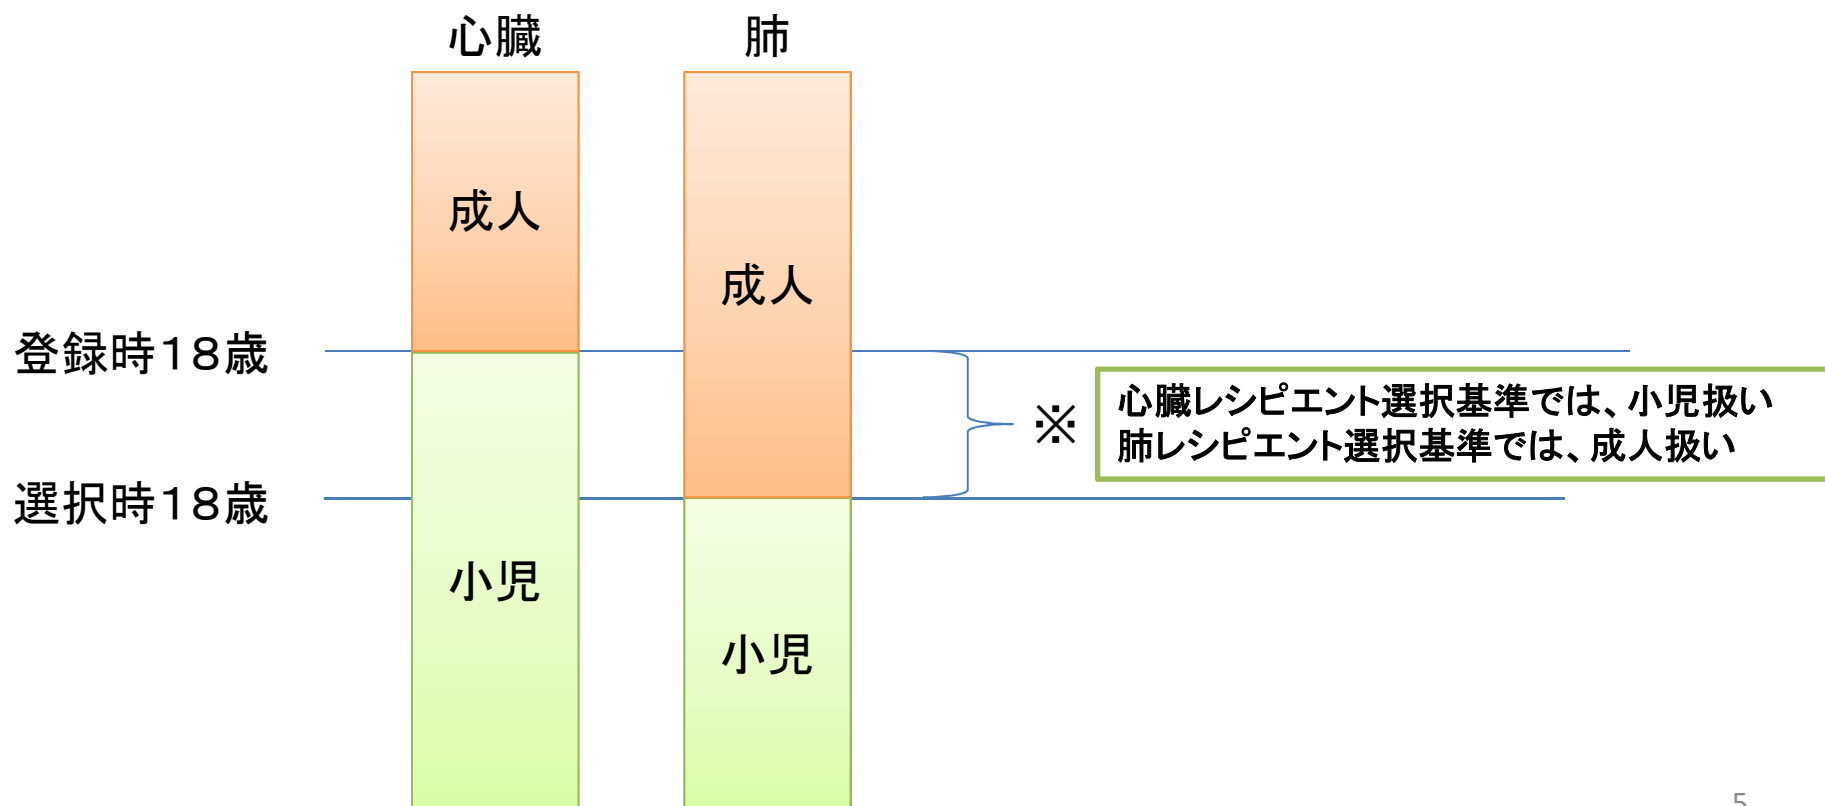 心臓
肺
成人
成人
登録時１８歳
※
心臓レシピエント選択基準では、小児扱い
肺レシピエント選択基準では、成人扱い
選択時１８歳
小児
小児
5